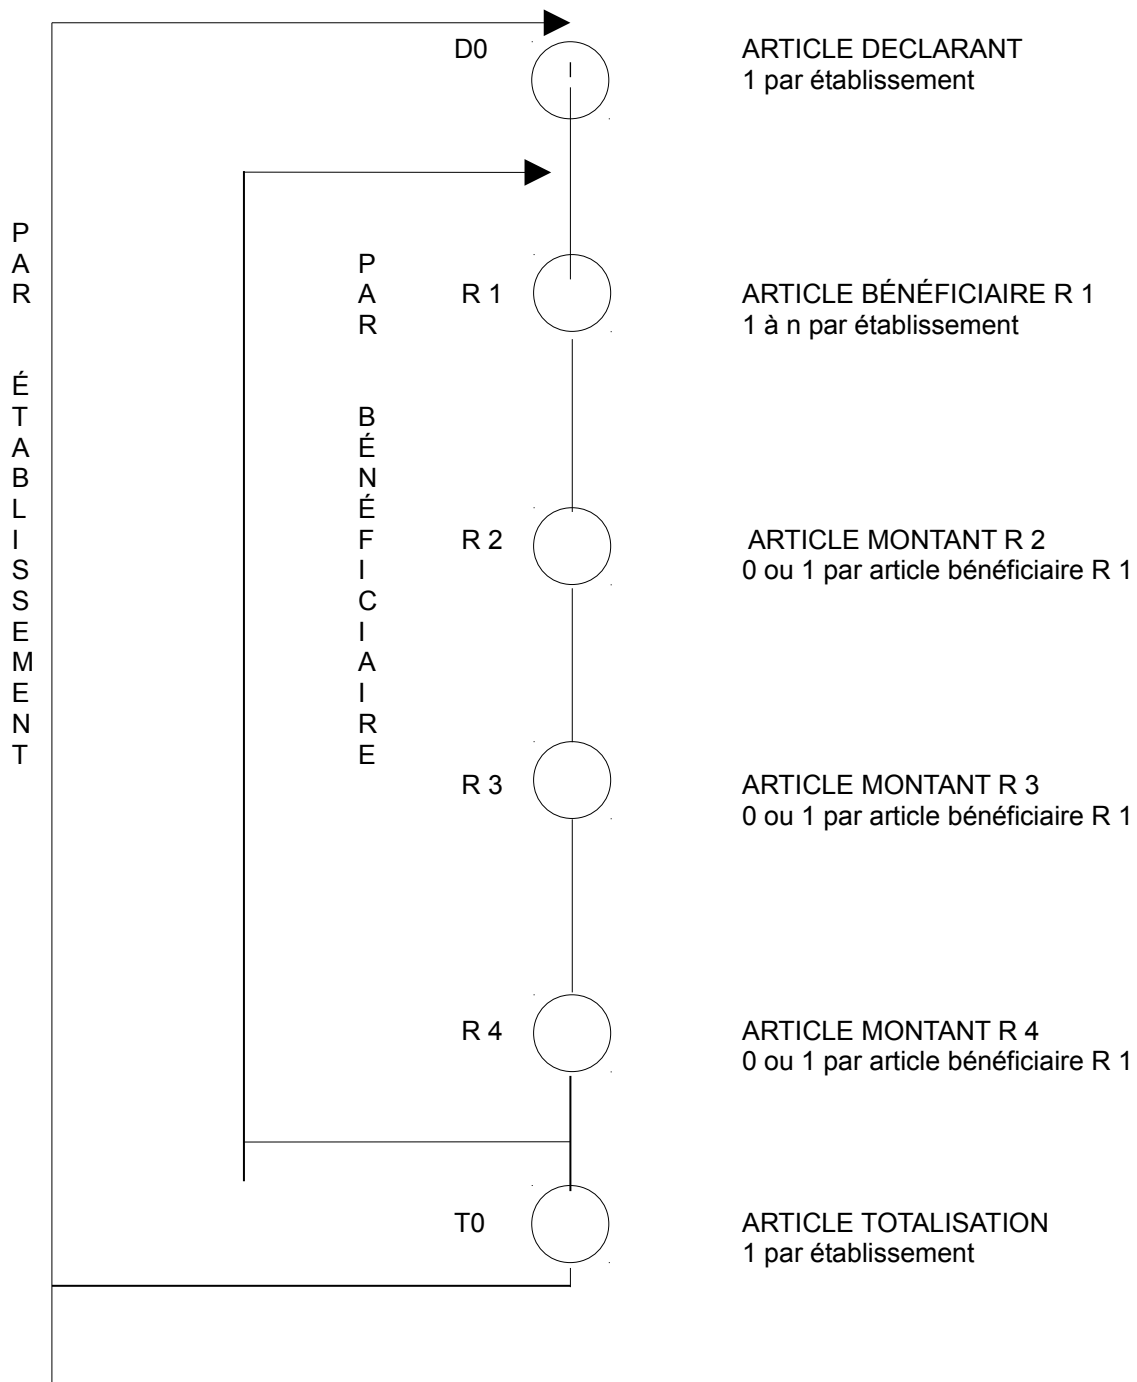 D0
ARTICLE DECLARANT
1 par établissement
PAR ÉTABLISSEMENT
PAR BÉNÉFICIAIRE
R 1
ARTICLE BÉNÉFICIAIRE R 1
1 à n par établissement
R 2
ARTICLE MONTANT R 2
0 ou 1 par article bénéficiaire R 1
R 3
ARTICLE MONTANT R 3
0 ou 1 par article bénéficiaire R 1
R 4
ARTICLE MONTANT R 4
0 ou 1 par article bénéficiaire R 1
T0
ARTICLE TOTALISATION
1 par établissement